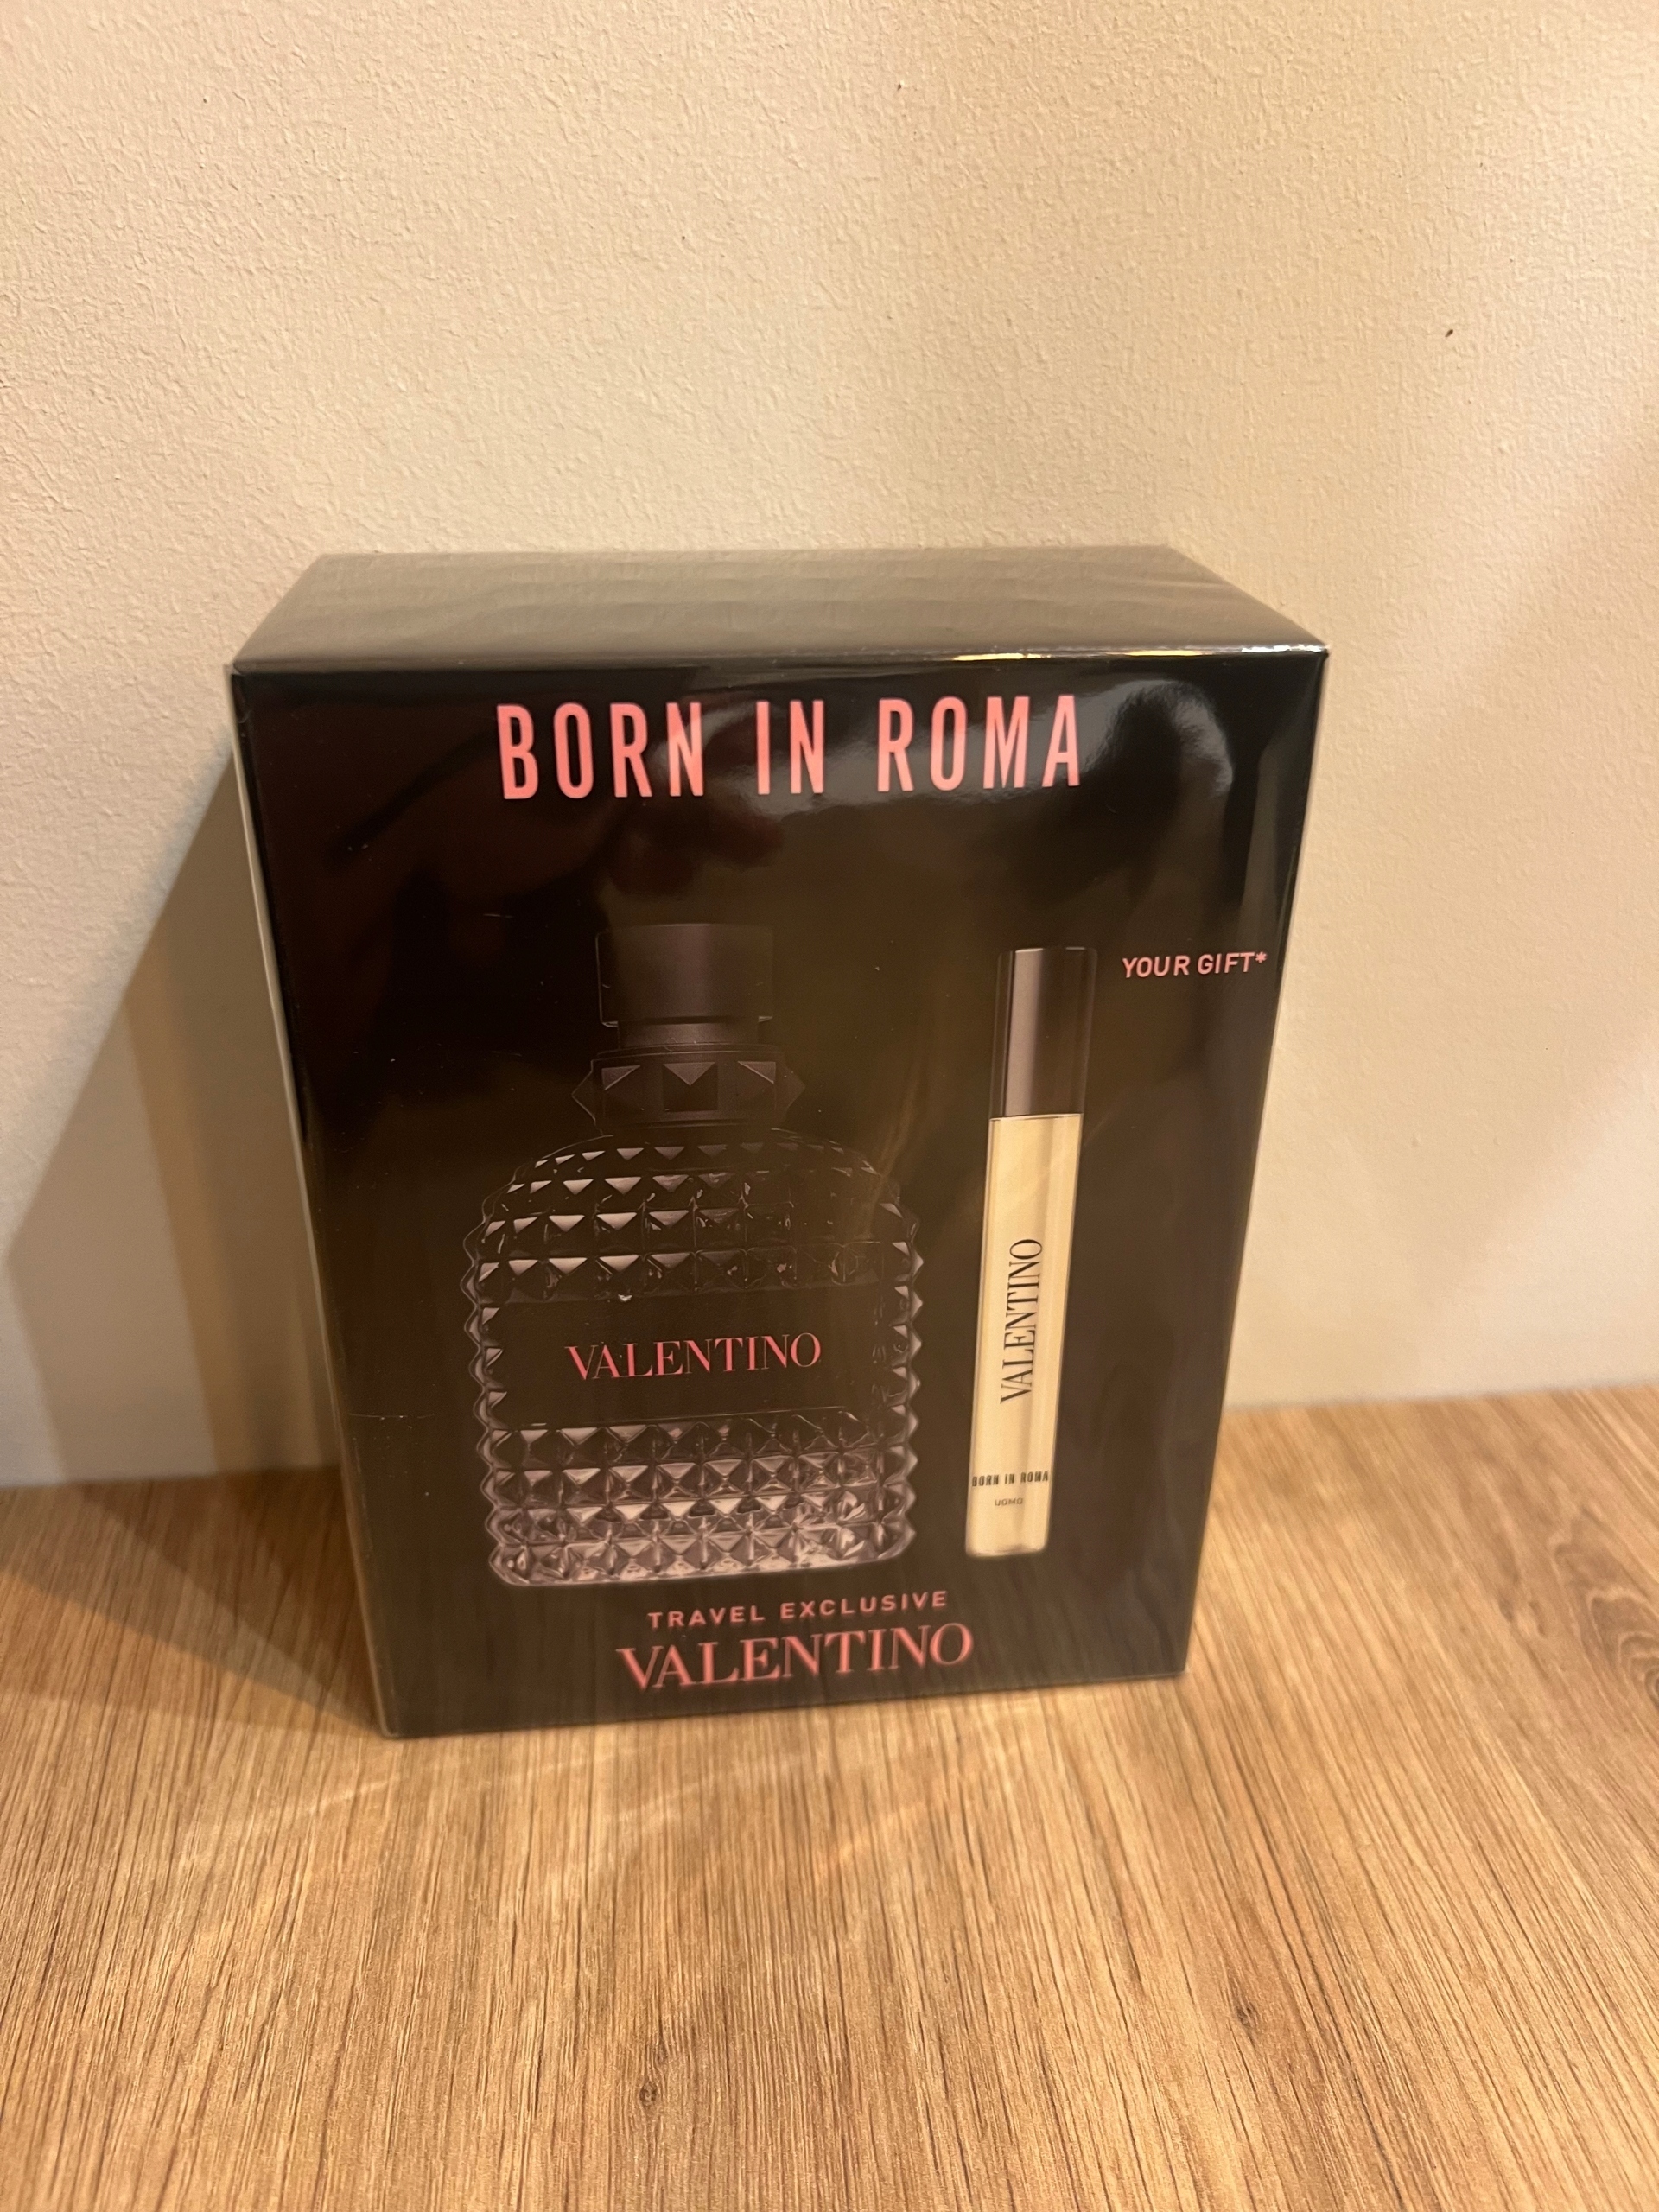 BORN IN ROMA
YOUR GIFT*
VALENTINO
VALENTINO
BORN IN ROMA
UOMO
TRAVEL EXCLUSIVE
VALENTINO